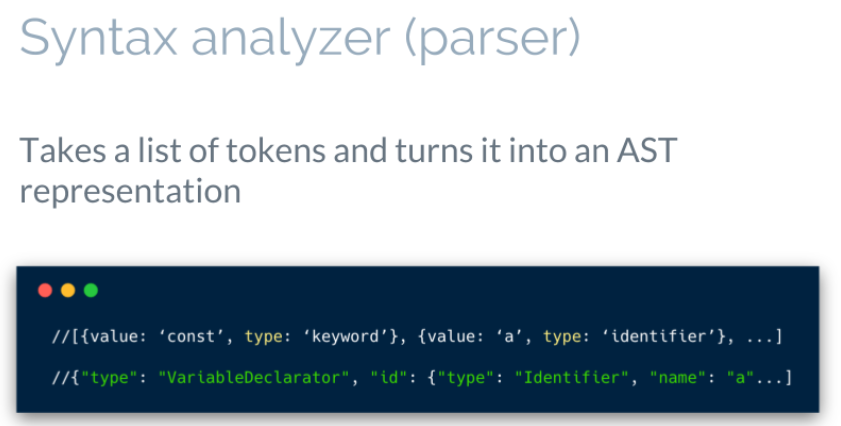 Syntax analyzer (parser)
Takes a list of tokens and turns it into an AST
representation
//[{value: ‘const’, type: ‘keyword’}, {value: ‘a’, type: ‘identifier’}, ...]
//{"type": "VariableDeclarator", "id": {"type": "Identifier", "name": "a"...]